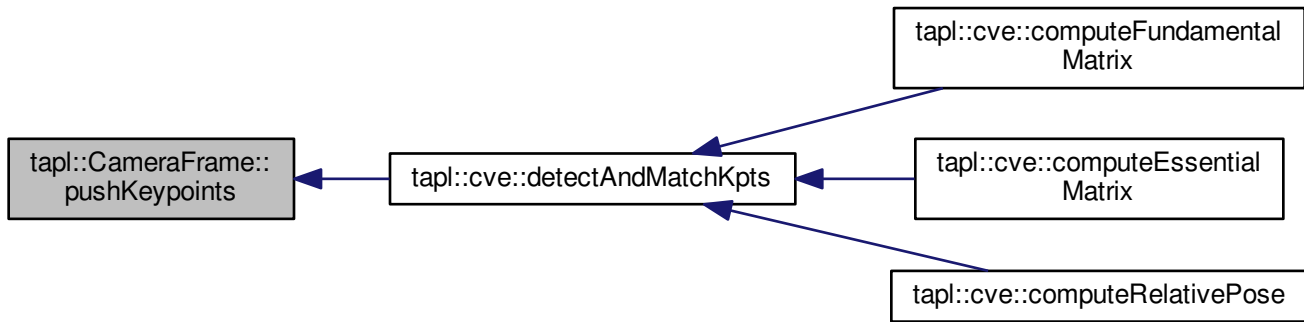 tapl::CameraFrame::
pushKeypoints
tapl::cve::detectAndMatchKpts
tapl::cve::computeFundamental
Matrix
tapl::cve::computeEssential
Matrix
tapl::cve::computeRelativePose